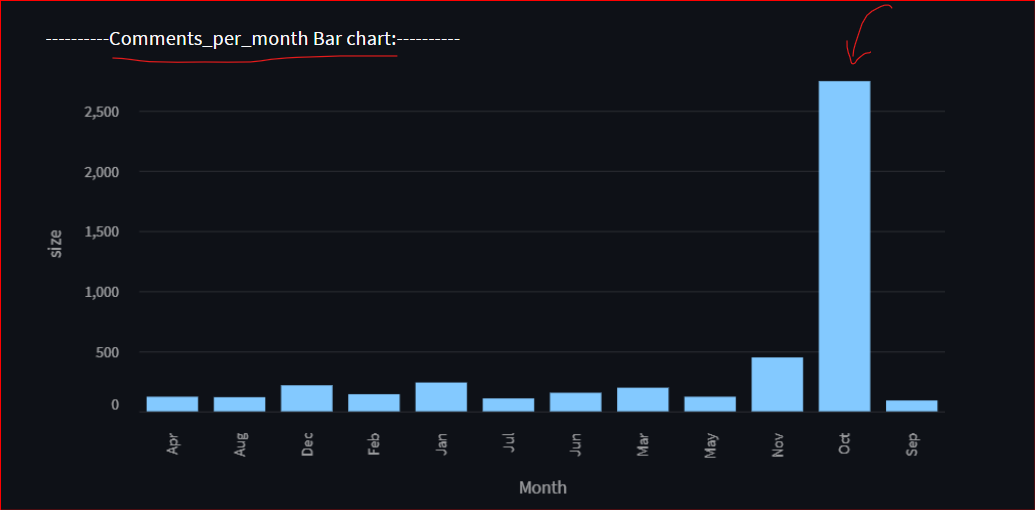 ----------Comments_per_month Bar chart:----------
2,500
2,000
1,500
1,000
500
0
size
Apr
Aug
Dec
Feb
Jan
Jul
Jun
Mar
May
Nov
Oct
Sep
Month